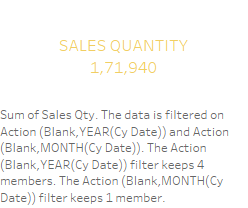 SALES QUANTITY
1,71,940
Sum of Sales Qty. The data is filtered on
Action (Blank,YEAR(Cy Date)) and Action
(Blank,MONTH(Cy Date)). The Action
(Blank,YEAR(Cy Date)) filter keeps 4
members. The Action (Blank,MONTH(Cy
Date)) filter keeps 1 member.